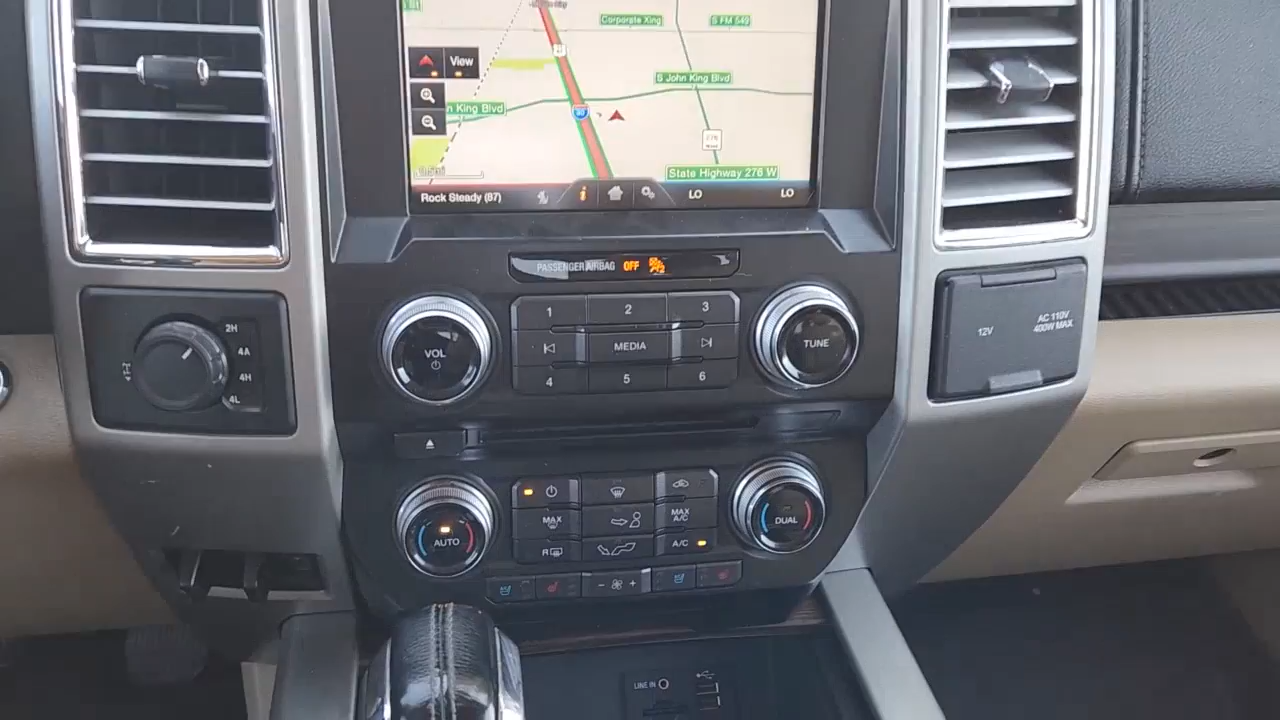 Corporate Xing
S FM 549
View
S John King Blvd
n King Blvd
30
276
State Highway 276 W
Rock Steady (87)
LO
LO
PASSENGER AIRBAG OFF
2H
4A
4H
4L
VOL
1
2
3
MEDIA
4
5
6
TUNE
12V
AC 110V
400W MAX
AUTO
MAX
MAX
A/C
R
A/C
DUAL
LINE IN